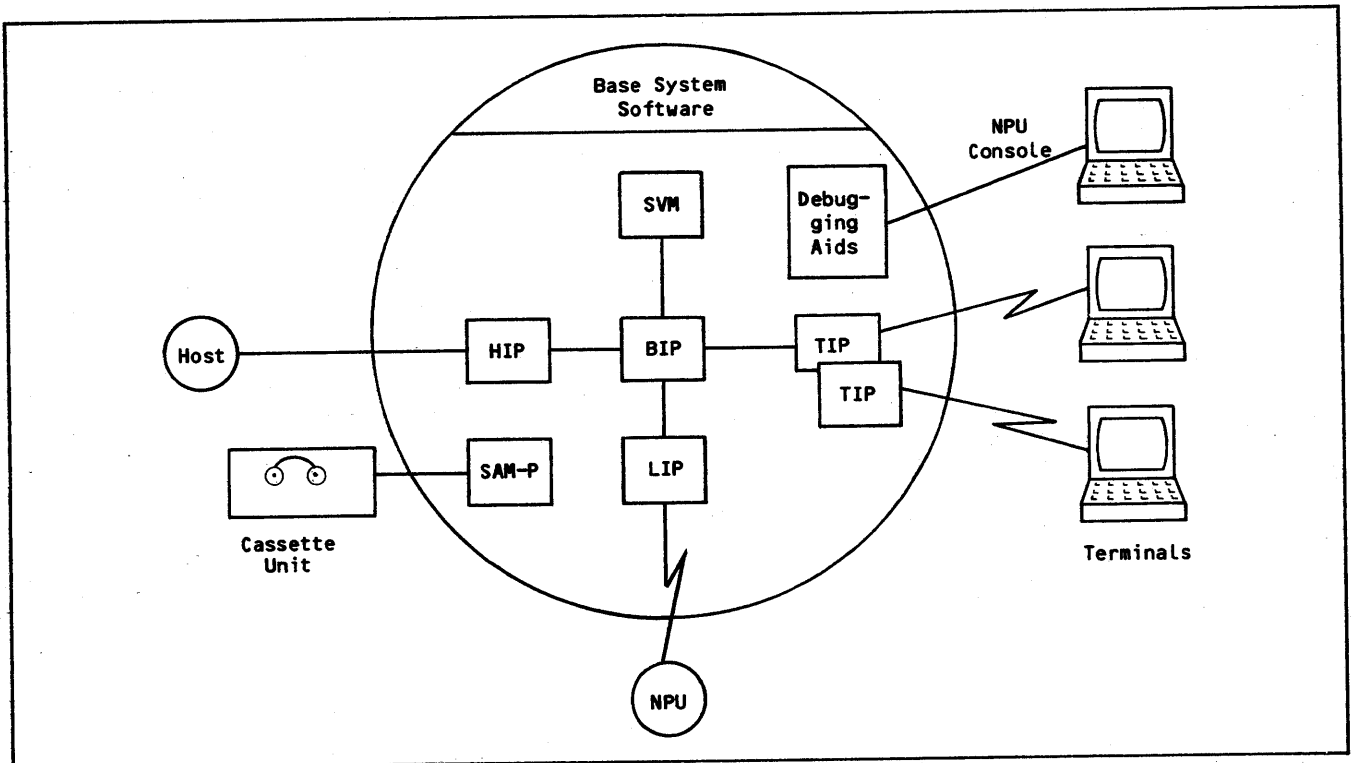 Base System
Software
NPU
Console
SVM
Debug-
ging
Aids
Host
HIP
BIP
TIP
TIP
SAM-P
LIP
Cassette
Unit
Terminals
NPU